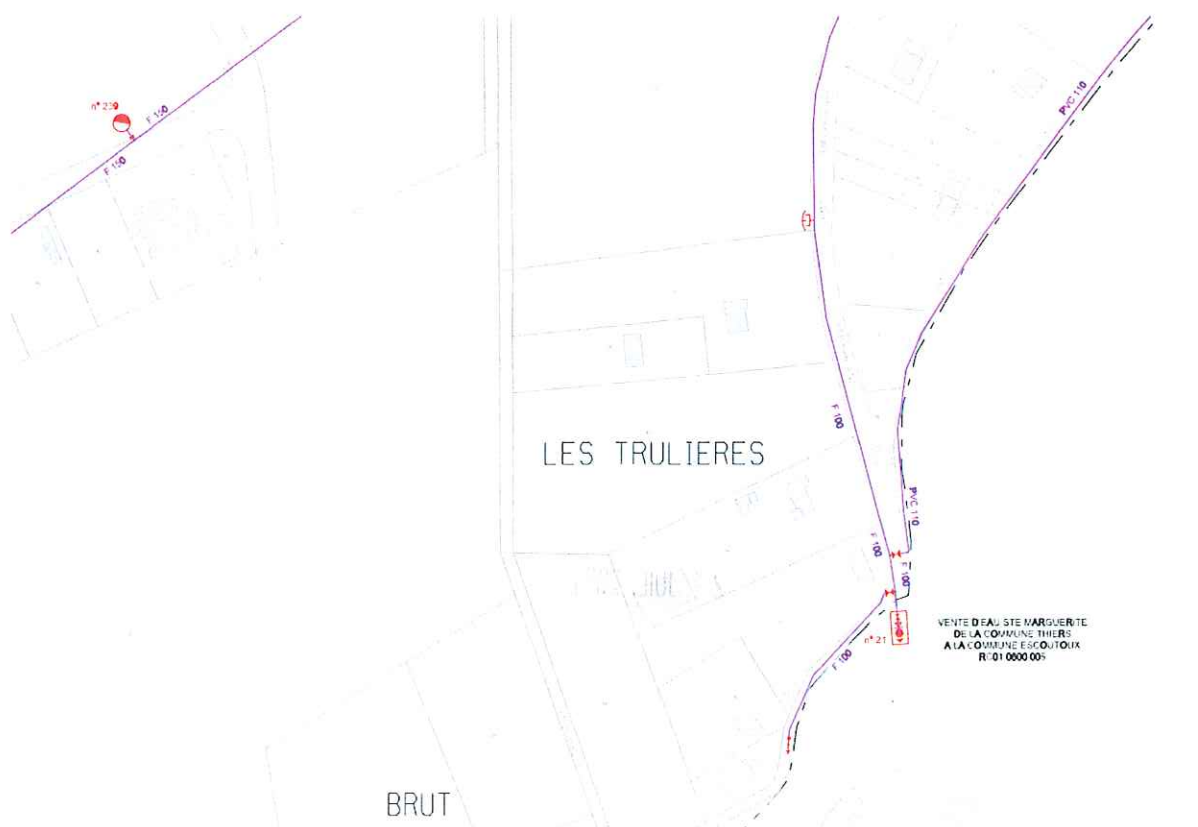 PVC 110
n° 239
F 150
F 150
F 100
LES TRULIERES
PVC 110
F 100
F 100
VENTE D'EAU STE MARGUERITE
DE LA COMMUNE THIERS
A LA COMMUNE ESCOUTOUX
n° 21
F 100
BRUT